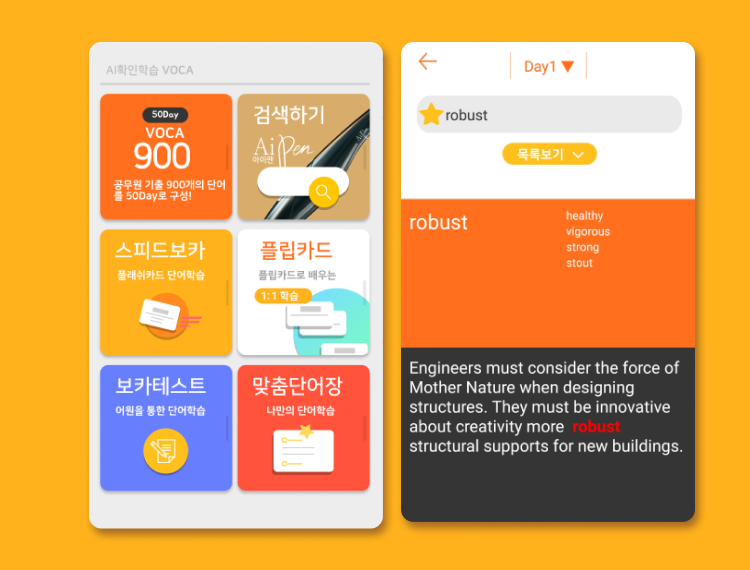 AI확인학습 VOCA
50Day
VOCA
900
공무원 기출 900개의 단어
를 50Day로 구성!
검색하기
Ai Pen
아이펜
스피드보카
플래쉬카드 단어학습
플립카드
플립카드로 배우는
1:1 학습
보카테스트
어원을 통한 단어학습
맞춤단어장
나만의 단어학습
Day1 ▼
robust
목록보기
robust
healthy
vigorous
strong
stout
Engineers must consider the force of
Mother Nature when designing
structures. They must be innovative
about creativity more robust
structural supports for new buildings.